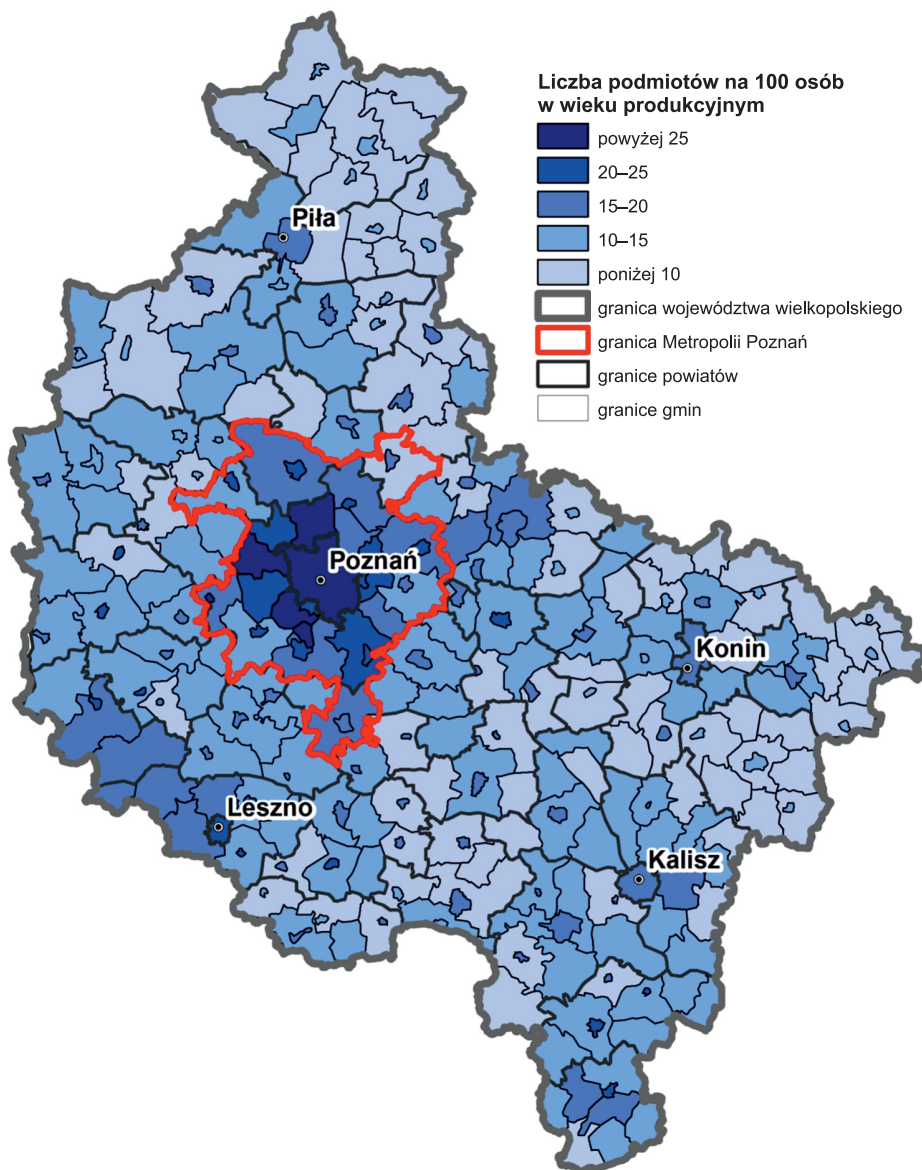 Liczba podmiotów na 100 osób
w wieku produkcyjnym
powyżej 25
20–25
15–20
10–15
poniżej 10
granica województwa wielkopolskiego
granica Metropolii Poznań
granice powiatów
granice gmin
Piła
Poznań
Konin
Leszno
Kalisz